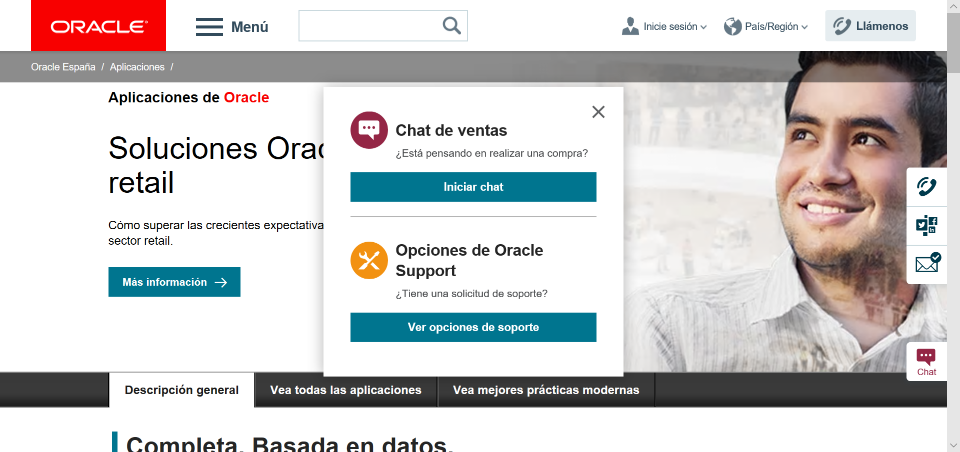 ORACLE
Menú
Inicie sesión
País/Región
Llámenos
Oracle España / Aplicaciones /
Aplicaciones de Oracle
Soluciones Orac
retail
Cómo superar las crecientes expectativa
sector retail.
Más información
Chat de ventas
¿Está pensando en realizar una compra?
Iniciar chat
Opciones de Oracle
Support
¿Tiene una solicitud de soporte?
Ver opciones de soporte
Chat
Descripción general
Vea todas las aplicaciones
Vea mejores prácticas modernas
Completa. Basada en datos.